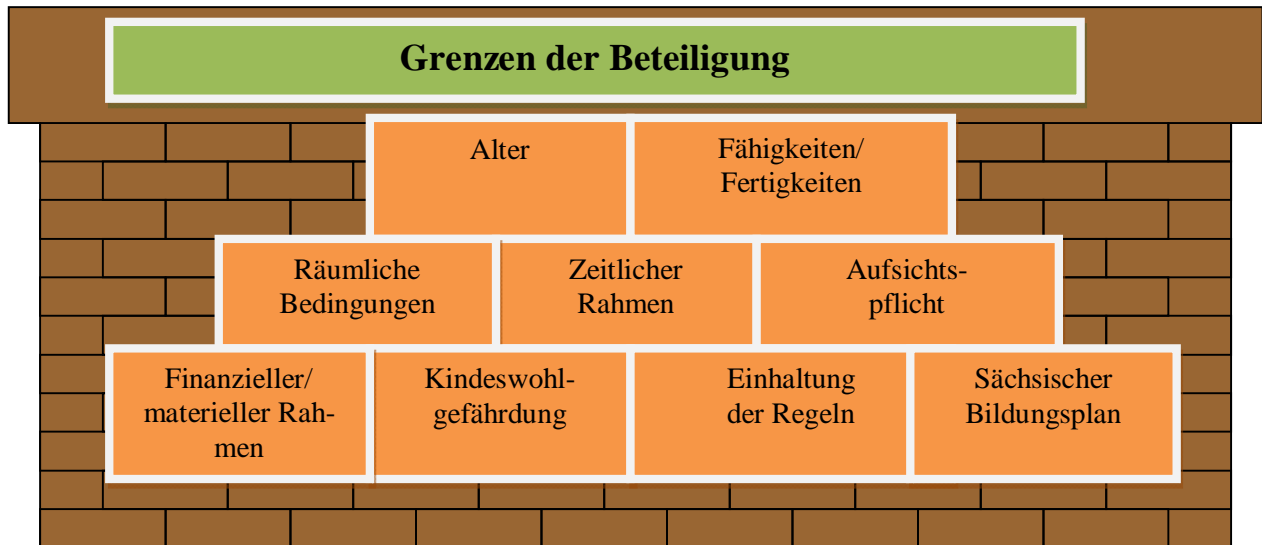 Grenzen der Beteiligung
Alter
Fähigkeiten/
Fertigkeiten
Räumliche
Bedingungen
Zeitlicher
Rahmen
Aufsichts-
pflicht
Finanzieller/
materieller Rah-
men
Kindeswohl-
gefährdung
Einhaltung
der Regeln
Sächsischer
Bildungsplan